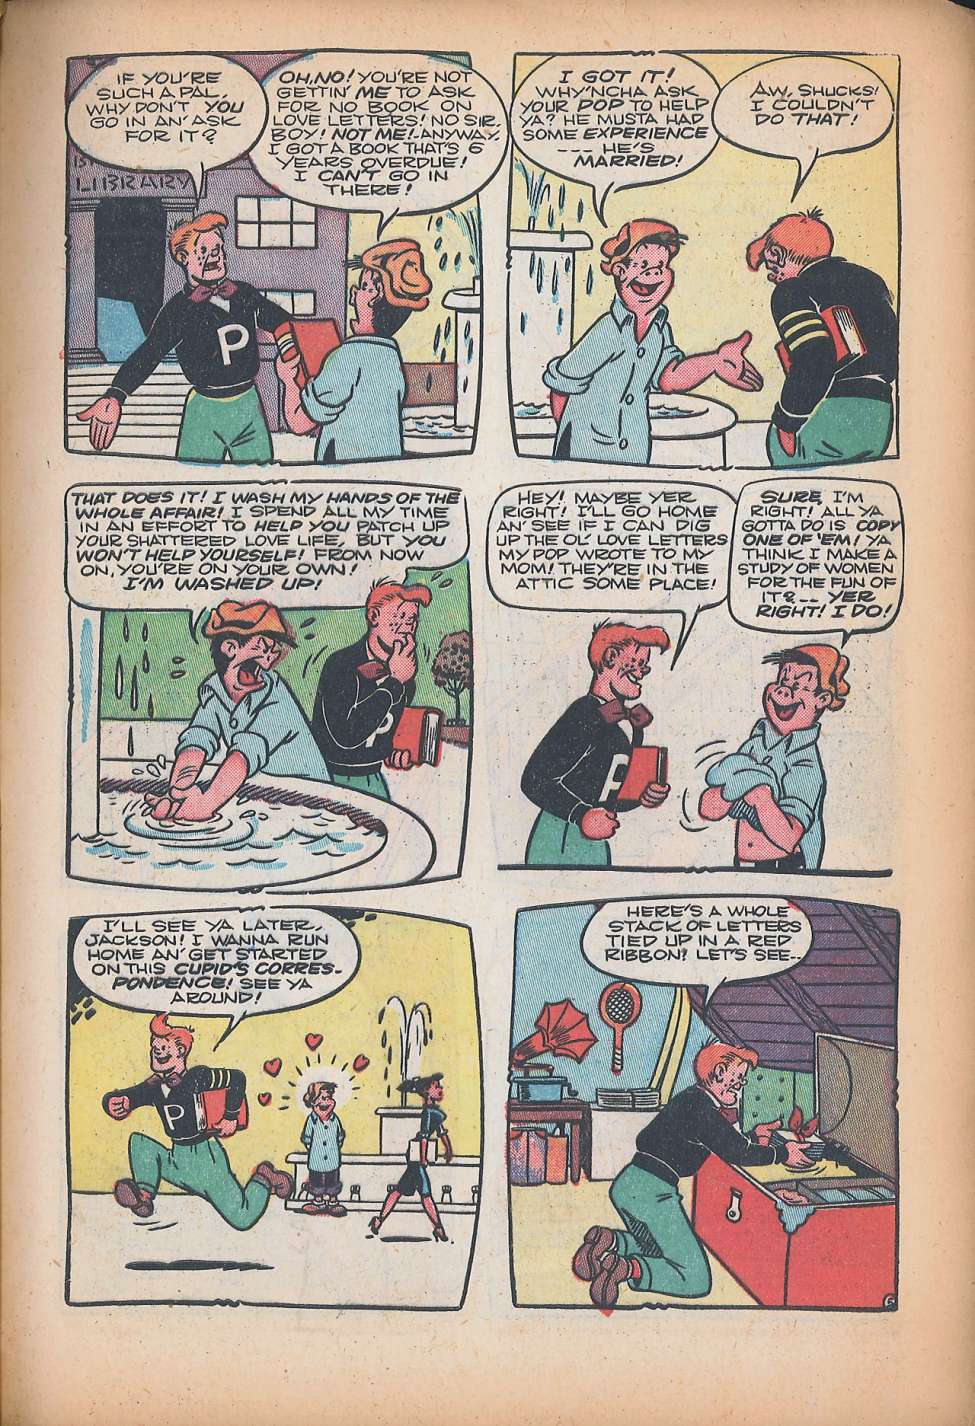 IF YOU'RE
SUCH A PAL,
WHY DON'T YOU
GO IN AN' ASK
FOR IT?
OH, NO! YOU'RE NOT
GETTIN' ME TO ASK
FOR NO BOOK ON
LOVE LETTERS! NO SIR,
BOY! NOT ME!-ANYWAY,
I GOT A BOOK THAT'S 6
YEARS OVERDUE!
I CAN'T GO IN
THERE!
LIBRARY
P
I GOT IT!
WHY'NCHA ASK
YOUR POP TO HELP
YA? HE MUSTA HAD
SOME EXPERIENCE
--- HE'S
MARRIED!
AW, SHUCKS!
I COULDN'T
DO THAT!
THAT DOES IT! I WASH MY HANDS OF THE
WHOLE AFFAIR! I SPEND ALL MY TIME
IN AN EFFORT TO HELP YOU PATCH UP
YOUR SHATTERED LOVE LIFE, BUT YOU
WON'T HELP YOURSELF! FROM NOW
ON, YOU'RE ON YOUR OWN!
I'M WASHED UP!
P
HEY! MAYBE YER
RIGHT! I'LL GO HOME
AN' SEE IF I CAN DIG
UP THE OL' LOVE LETTERS
MY POP WROTE TO MY
MOM! THEY'RE IN THE
ATTIC SOME PLACE!
SURE, I'M
RIGHT! ALL YA
GOTTA DO IS COPY
ONE OF 'EM! YA
THINK I MAKE A
STUDY OF WOMEN
FOR THE FUN OF
IT?-- YER
RIGHT! I DO!
P
I'LL SEE YA LATER,
JACKSON! I WANNA RUN
HOME AN' GET STARTED
ON THIS CUPID'S CORRES-
PONDENCE! SEE YA
AROUND!
P
HERE'S A WHOLE
STACK OF LETTERS
TIED UP IN A RED
RIBBON! LET'S SEE--
5